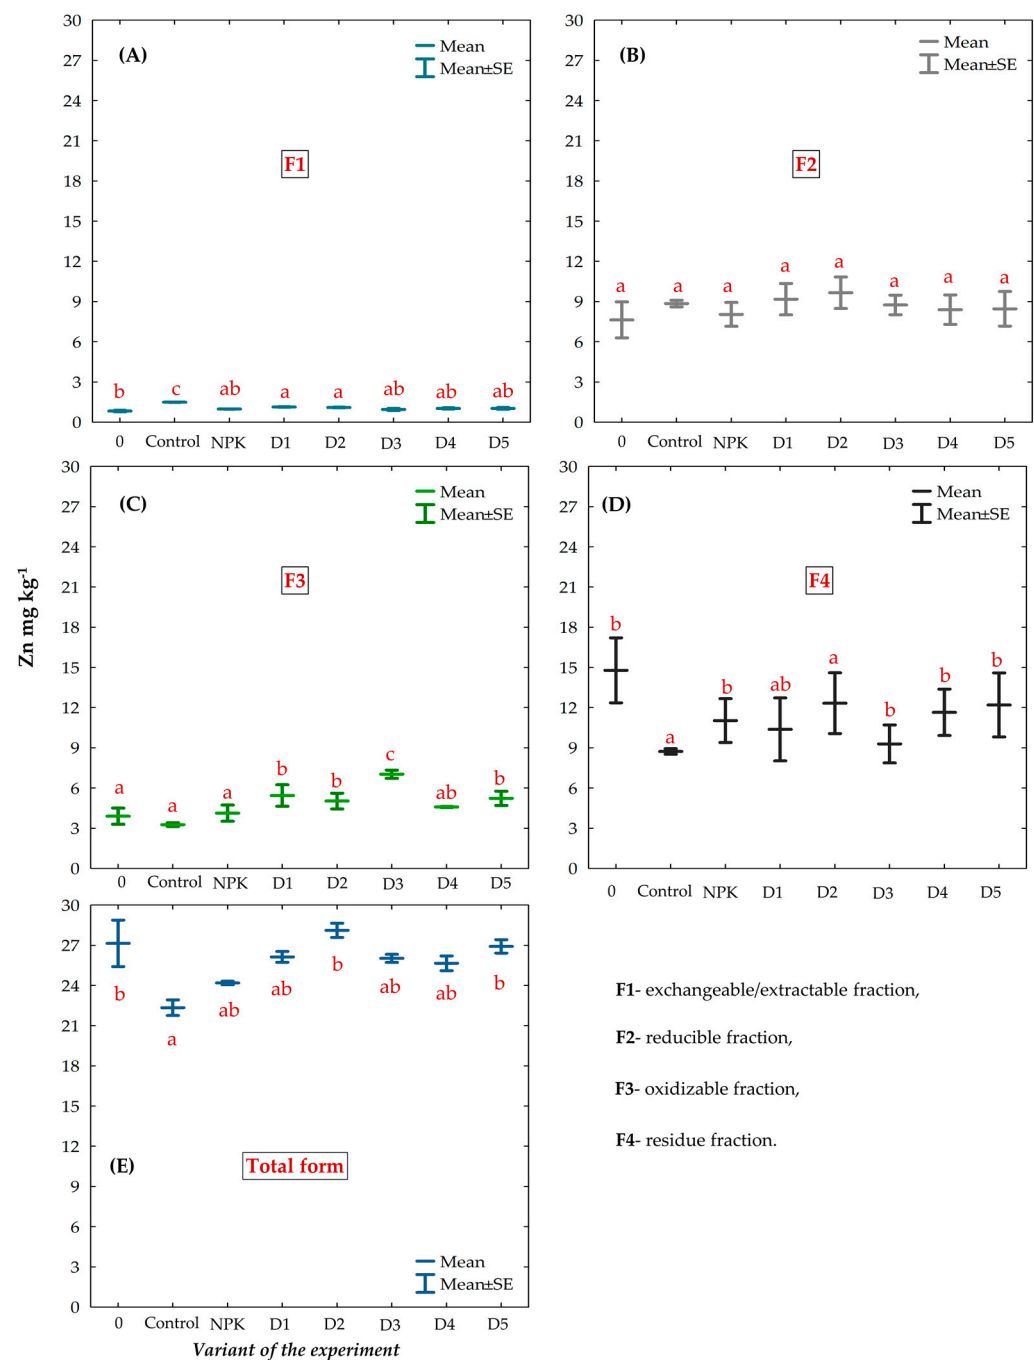 30
27
24
21
18
15
12
9
6
3
0
(A)
Mean
Mean±SE
F1
b c ab a a ab ab ab
0 Control NPK D1 D2 D3 D4 D5
30
27
24
21
18
15
12
9
6
3
0
(B)
Mean
Mean±SE
F2
a a a a a a a a
0 Control NPK D1 D2 D3 D4 D5
Zn mg kg⁻¹
30
27
24
21
18
15
12
9
6
3
0
(C)
Mean
Mean±SE
F3
a a a b b c ab b
0 Control NPK D1 D2 D3 D4 D5
30
27
24
21
18
15
12
9
6
3
0
(D)
Mean
Mean±SE
F4
b a b ab a b b b
0 Control NPK D1 D2 D3 D4 D5
30
27
24
21
18
15
12
9
6
3
0
b a ab ab b ab ab b
(E)
Total form
Mean
Mean±SE
0 Control NPK D1 D2 D3 D4 D5
Variant of the experiment
F1- exchangeable/extractable fraction,
F2- reducible fraction,
F3- oxidizable fraction,
F4- residue fraction.